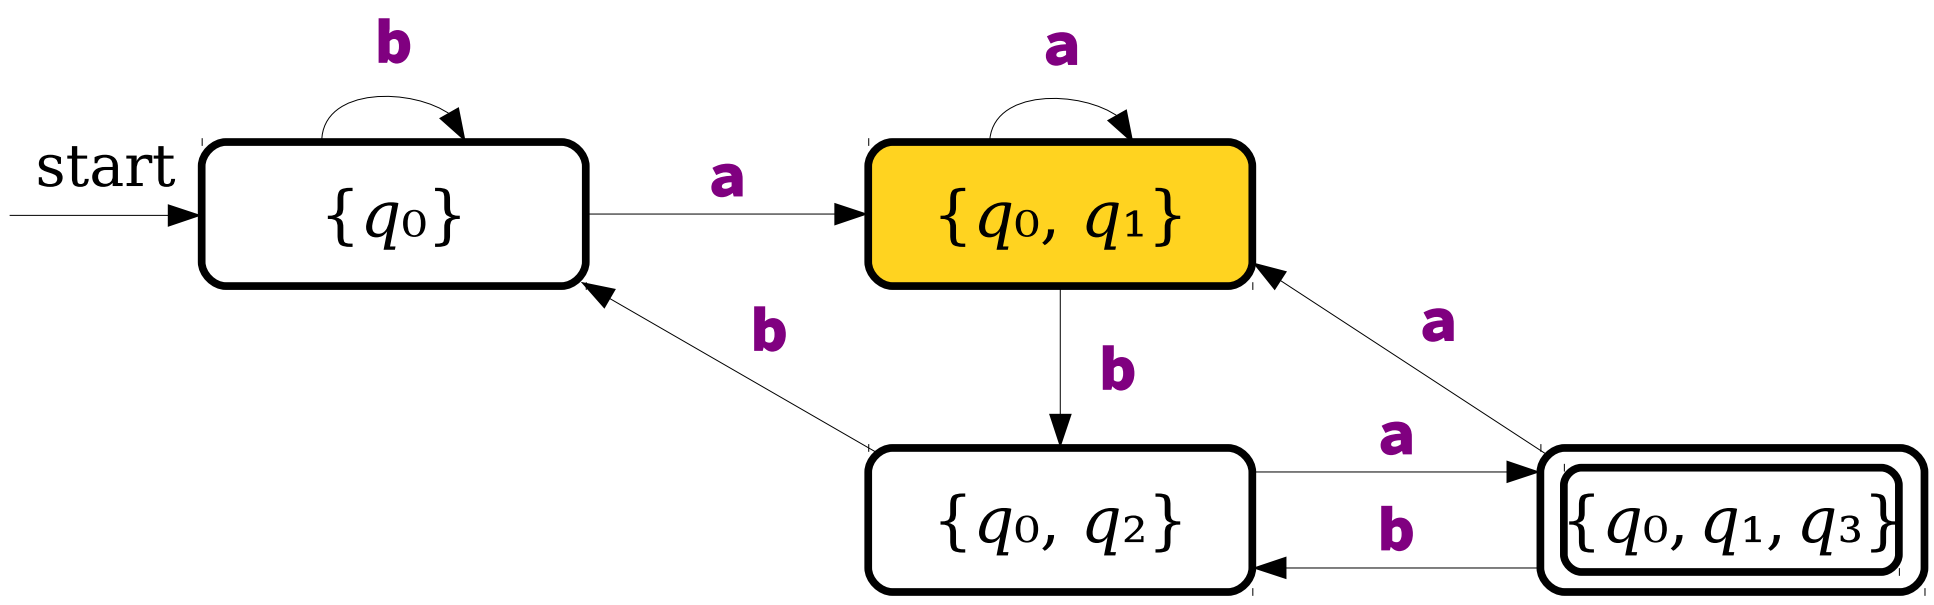 b
a
start
{q₀}
a
{q₀, q₁}
b
b
a
a
{q₀, q₂}
{q₀, q₁, q₃}
b